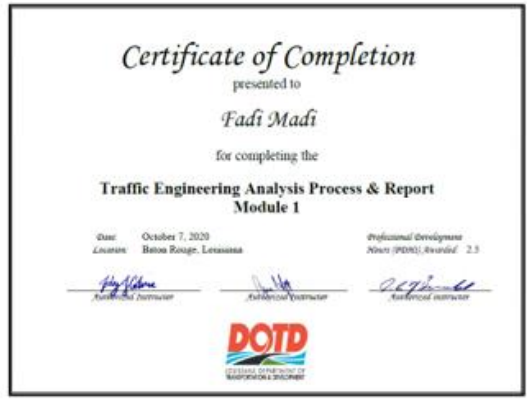 Certificate of Completion
presented to
Fadi Madi
for completing the
Traffic Engineering Analysis Process & Report
Module 1
Date: October 7, 2020
Location: Baton Rouge, Louisiana
Professional Development
Hours (PDHs) Awarded: 2.5
Authorized Instructor
Authorized Instructor
Authorized Instructor
DOTD
LOUISIANA DEPARTMENT OF
TRANSPORTATION & DEVELOPMENT